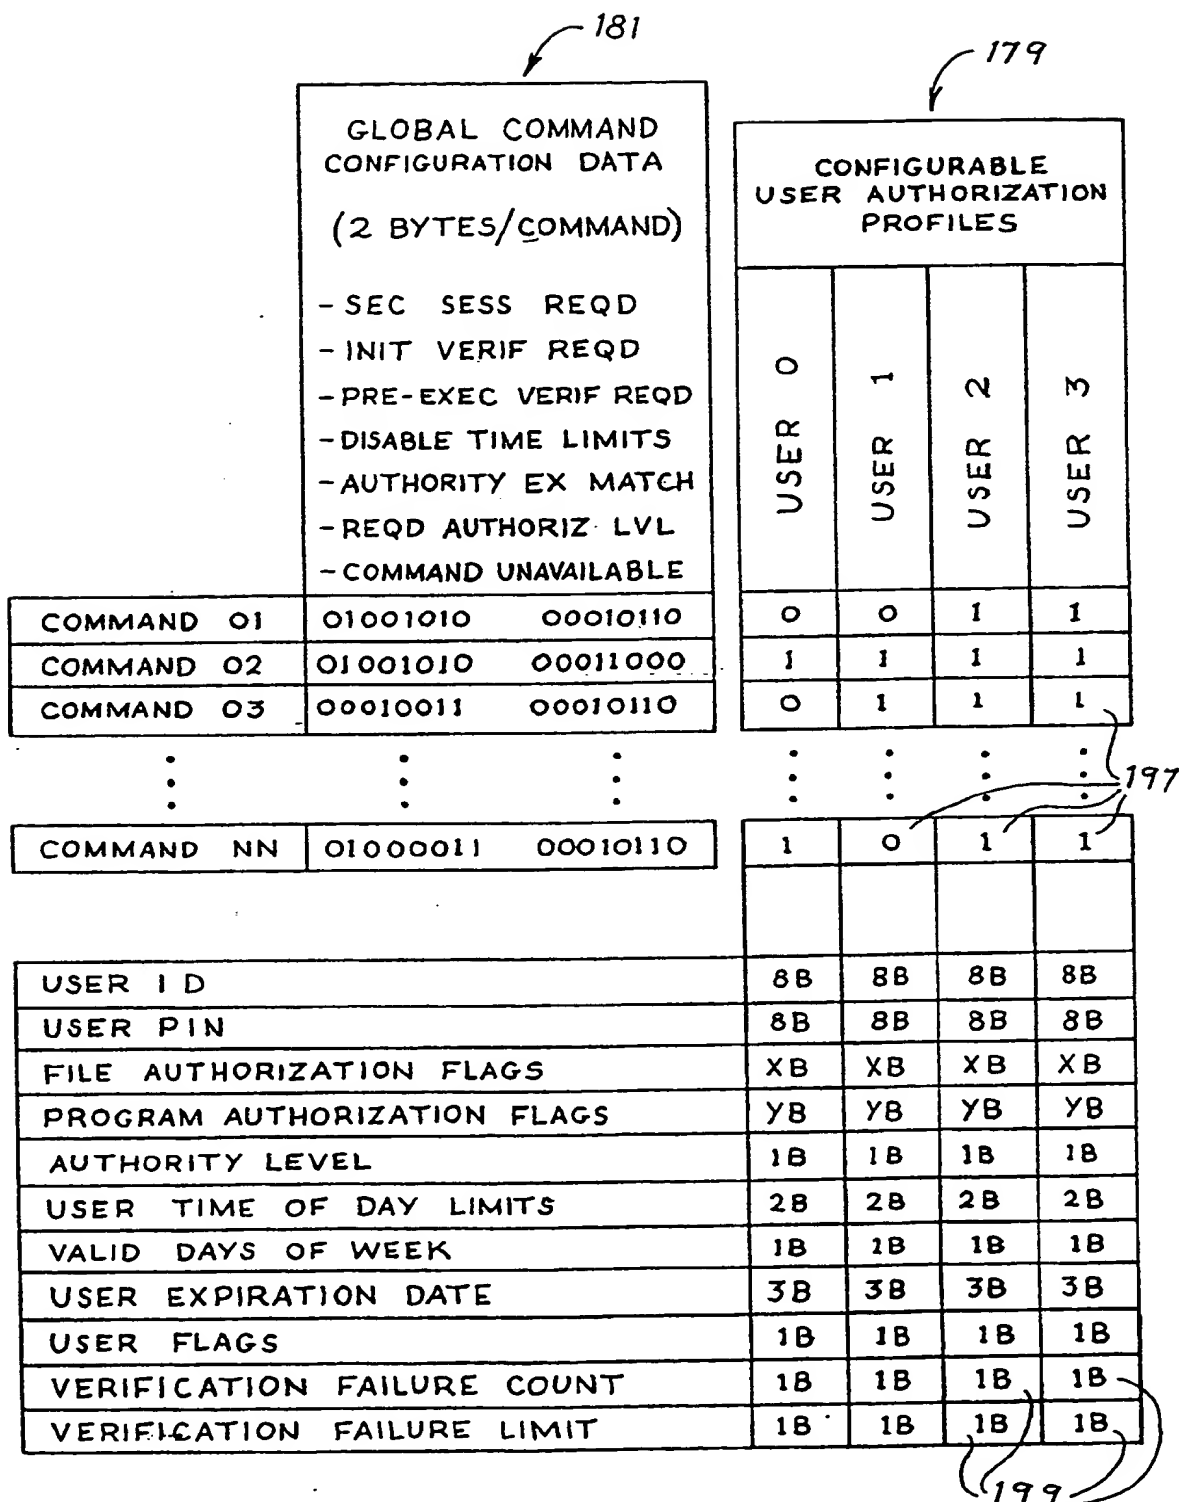 181
179
GLOBAL COMMAND
CONFIGURATION DATA
(2 BYTES/COMMAND)
- SEC SESS REQD
- INIT VERIF REQD
- PRE-EXEC VERIF REQD
- DISABLE TIME LIMITS
- AUTHORITY EX MATCH
- REQD AUTHORIZ LVL
- COMMAND UNAVAILABLE
CONFIGURABLE
USER AUTHORIZATION
PROFILES
USER 0
USER 1
USER 2
USER 3
COMMAND 01 01001010 00010110 0 0 1 1
COMMAND 02 01001010 00011000 1 1 1 1
COMMAND 03 00010011 00010110 0 1 1 1
197
COMMAND NN 01000011 00010110 1 0 1 1
USER ID 8B 8B 8B 8B
USER PIN 8B 8B 8B 8B
FILE AUTHORIZATION FLAGS XB XB XB XB
PROGRAM AUTHORIZATION FLAGS YB YB YB YB
AUTHORITY LEVEL 1B 1B 1B 1B
USER TIME OF DAY LIMITS 2B 2B 2B 2B
VALID DAYS OF WEEK 1B 1B 1B 1B
USER EXPIRATION DATE 3B 3B 3B 3B
USER FLAGS 1B 1B 1B 1B
VERIFICATION FAILURE COUNT 1B 1B 1B 1B
VERIFICATION FAILURE LIMIT 1B 1B 1B 1B
199